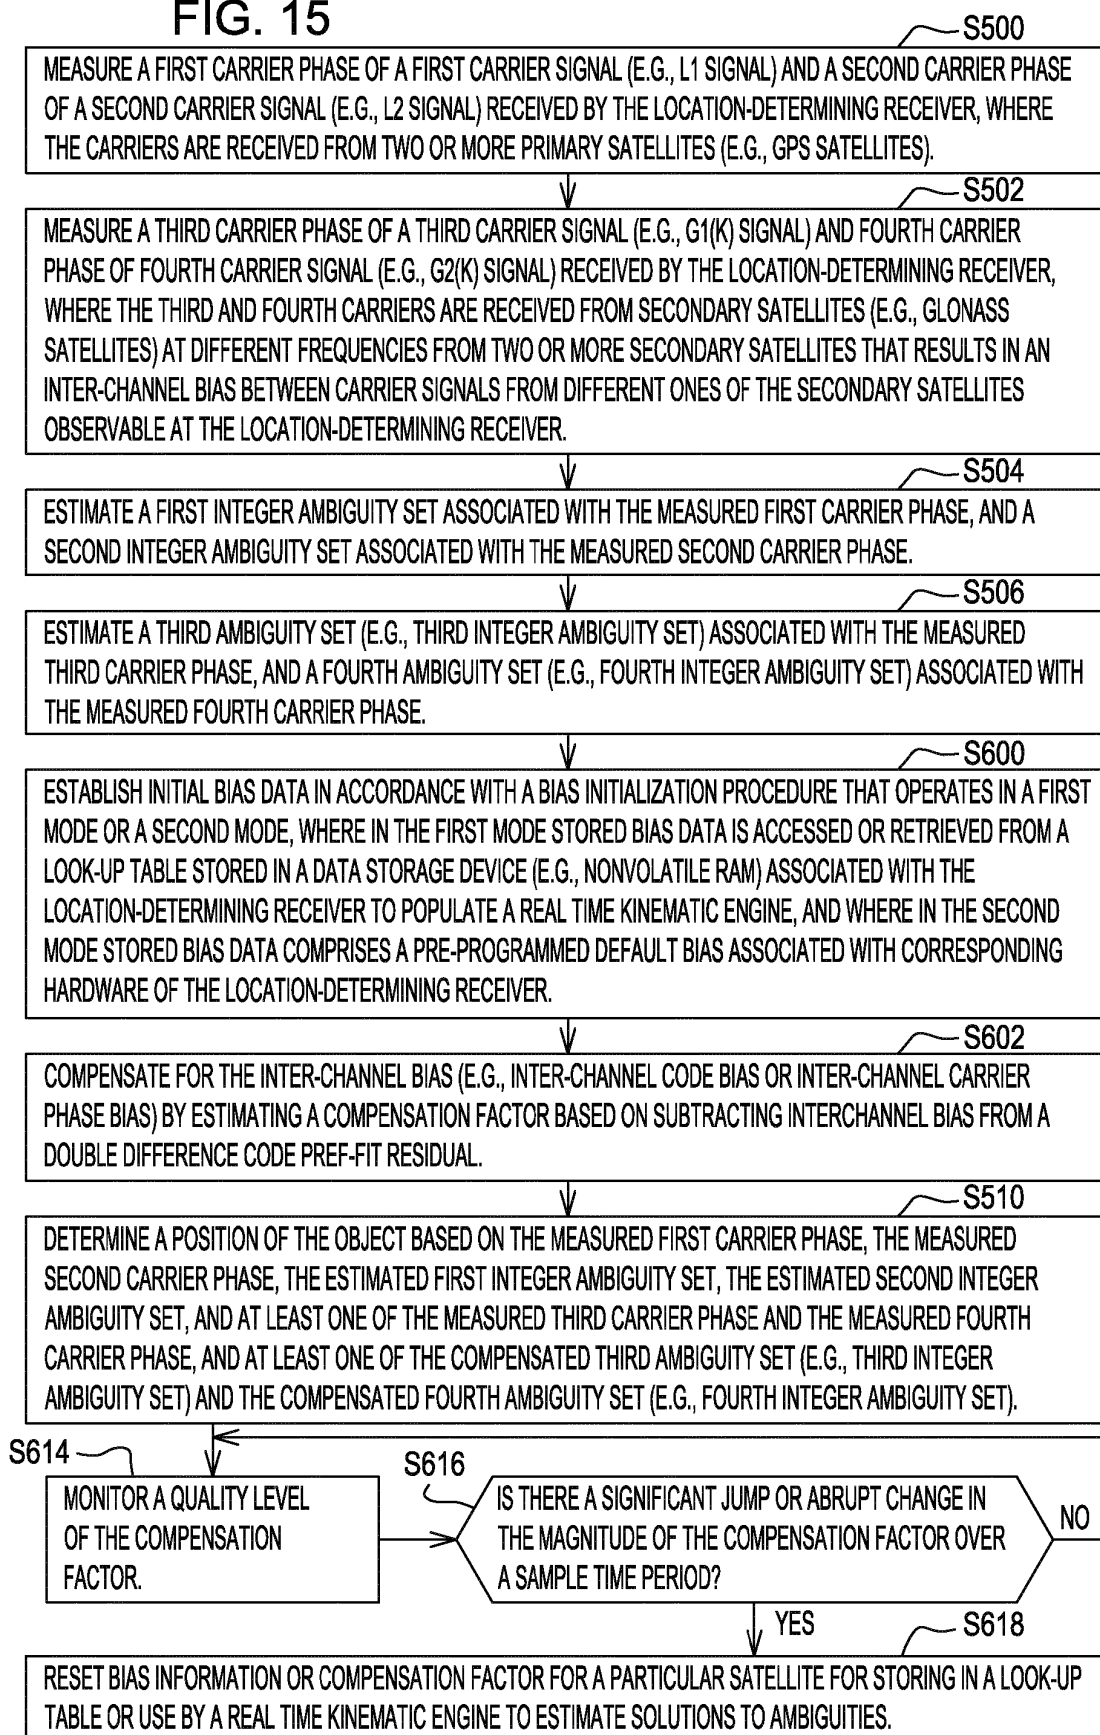 FIG. 15
S500
MEASURE A FIRST CARRIER PHASE OF A FIRST CARRIER SIGNAL (E.G., L1 SIGNAL) AND A SECOND CARRIER PHASE
OF A SECOND CARRIER SIGNAL (E.G., L2 SIGNAL) RECEIVED BY THE LOCATION-DETERMINING RECEIVER, WHERE
THE CARRIERS ARE RECEIVED FROM TWO OR MORE PRIMARY SATELLITES (E.G., GPS SATELLITES).
S502
MEASURE A THIRD CARRIER PHASE OF A THIRD CARRIER SIGNAL (E.G., G1(K) SIGNAL) AND FOURTH CARRIER
PHASE OF FOURTH CARRIER SIGNAL (E.G., G2(K) SIGNAL) RECEIVED BY THE LOCATION-DETERMINING RECEIVER,
WHERE THE THIRD AND FOURTH CARRIERS ARE RECEIVED FROM SECONDARY SATELLITES (E.G., GLONASS
SATELLITES) AT DIFFERENT FREQUENCIES FROM TWO OR MORE SECONDARY SATELLITES THAT RESULTS IN AN
INTER-CHANNEL BIAS BETWEEN CARRIER SIGNALS FROM DIFFERENT ONES OF THE SECONDARY SATELLITES
OBSERVABLE AT THE LOCATION-DETERMINING RECEIVER.
S504
ESTIMATE A FIRST INTEGER AMBIGUITY SET ASSOCIATED WITH THE MEASURED FIRST CARRIER PHASE, AND A
SECOND INTEGER AMBIGUITY SET ASSOCIATED WITH THE MEASURED SECOND CARRIER PHASE.
S506
ESTIMATE A THIRD AMBIGUITY SET (E.G., THIRD INTEGER AMBIGUITY SET) ASSOCIATED WITH THE MEASURED
THIRD CARRIER PHASE, AND A FOURTH AMBIGUITY SET (E.G., FOURTH INTEGER AMBIGUITY SET) ASSOCIATED WITH
THE MEASURED FOURTH CARRIER PHASE.
S600
ESTABLISH INITIAL BIAS DATA IN ACCORDANCE WITH A BIAS INITIALIZATION PROCEDURE THAT OPERATES IN A FIRST
MODE OR A SECOND MODE, WHERE IN THE FIRST MODE STORED BIAS DATA IS ACCESSED OR RETRIEVED FROM A
LOOK-UP TABLE STORED IN A DATA STORAGE DEVICE (E.G., NONVOLATILE RAM) ASSOCIATED WITH THE
LOCATION-DETERMINING RECEIVER TO POPULATE A REAL TIME KINEMATIC ENGINE, AND WHERE IN THE SECOND
MODE STORED BIAS DATA COMPRISES A PRE-PROGRAMMED DEFAULT BIAS ASSOCIATED WITH CORRESPONDING
HARDWARE OF THE LOCATION-DETERMINING RECEIVER.
S602
COMPENSATE FOR THE INTER-CHANNEL BIAS (E.G., INTER-CHANNEL CODE BIAS OR INTER-CHANNEL CARRIER
PHASE BIAS) BY ESTIMATING A COMPENSATION FACTOR BASED ON SUBTRACTING INTERCHANNEL BIAS FROM A
DOUBLE DIFFERENCE CODE PREF-FIT RESIDUAL.
S510
DETERMINE A POSITION OF THE OBJECT BASED ON THE MEASURED FIRST CARRIER PHASE, THE MEASURED
SECOND CARRIER PHASE, THE ESTIMATED FIRST INTEGER AMBIGUITY SET, THE ESTIMATED SECOND INTEGER
AMBIGUITY SET, AND AT LEAST ONE OF THE MEASURED THIRD CARRIER PHASE AND THE MEASURED FOURTH
CARRIER PHASE, AND AT LEAST ONE OF THE COMPENSATED THIRD AMBIGUITY SET (E.G., THIRD INTEGER
AMBIGUITY SET) AND THE COMPENSATED FOURTH AMBIGUITY SET (E.G., FOURTH INTEGER AMBIGUITY SET).
S614
MONITOR A QUALITY LEVEL
OF THE COMPENSATION
FACTOR.
S616
IS THERE A SIGNIFICANT JUMP OR ABRUPT CHANGE IN
THE MAGNITUDE OF THE COMPENSATION FACTOR OVER
A SAMPLE TIME PERIOD?
NO
YES
S618
RESET BIAS INFORMATION OR COMPENSATION FACTOR FOR A PARTICULAR SATELLITE FOR STORING IN A LOOK-UP
TABLE OR USE BY A REAL TIME KINEMATIC ENGINE TO ESTIMATE SOLUTIONS TO AMBIGUITIES.